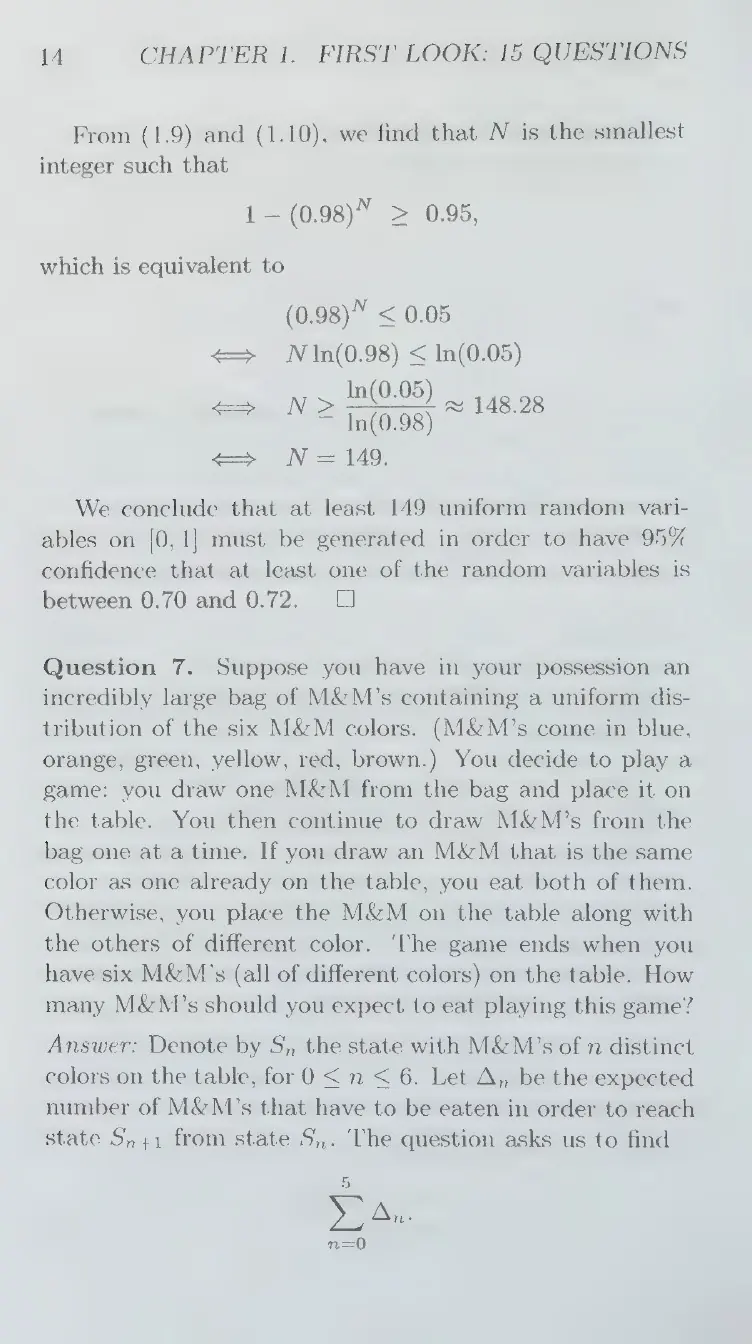 14 CHAPTER 1. FIRST LOOK: 15 QUESTIONS
From (1.9) and (1.10), we find that N is the smallest
integer such that
1 − (0.98)^N ≥ 0.95,
which is equivalent to
(0.98)^N ≤ 0.05
⟺ N ln(0.98) ≤ ln(0.05)
⟺ N ≥ ln(0.05)/ln(0.98) ≈ 148.28
⟺ N = 149.
We conclude that at least 149 uniform random vari-
ables on [0, 1] must be generated in order to have 95%
confidence that at least one of the random variables is
between 0.70 and 0.72. □
Question 7. Suppose you have in your possession an
incredibly large bag of M&M's containing a uniform dis-
tribution of the six M&M colors. (M&M's come in blue,
orange, green, yellow, red, brown.) You decide to play a
game: you draw one M&M from the bag and place it on
the table. You then continue to draw M&M's from the
bag one at a time. If you draw an M&M that is the same
color as one already on the table, you eat both of them.
Otherwise, you place the M&M on the table along with
the others of different color. The game ends when you
have six M&M's (all of different colors) on the table. How
many M&M's should you expect to eat playing this game?
Answer: Denote by Sₙ the state with M&M's of n distinct
colors on the table, for 0 ≤ n ≤ 6. Let Δₙ be the expected
number of M&M's that have to be eaten in order to reach
state Sₙ₊₁ from state Sₙ. The question asks us to find
5
∑ Δₙ.
n=0